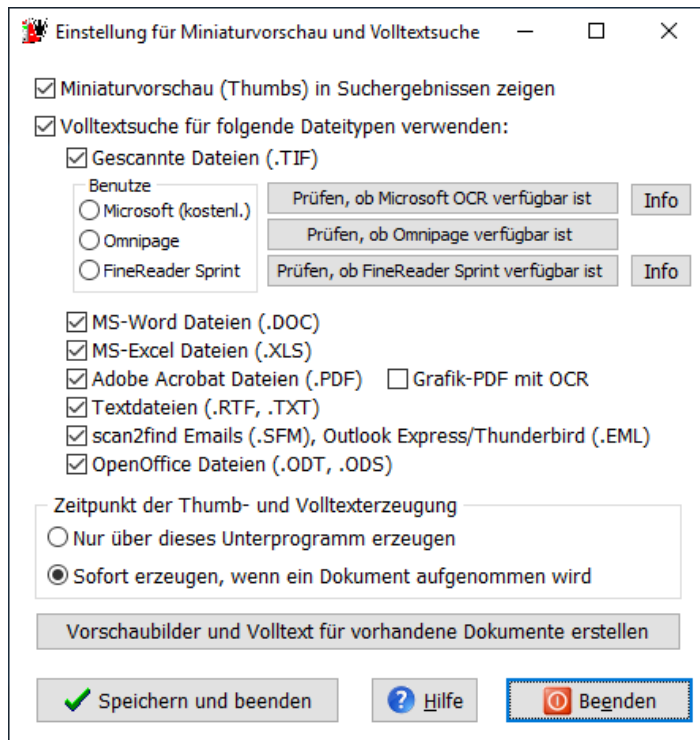 Einstellung für Miniaturvorschau und Volltextsuche
Miniaturvorschau (Thumbs) in Suchergebnissen zeigen
Volltextsuche für folgende Dateitypen verwenden:
Gescannte Dateien (.TIF)
Benutze
Microsoft (kostenl.)
Prüfen, ob Microsoft OCR verfügbar ist
Info
Omnipage
Prüfen, ob Omnipage verfügbar ist
FineReader Sprint
Prüfen, ob FineReader Sprint verfügbar ist
Info
MS-Word Dateien (.DOC)
MS-Excel Dateien (.XLS)
Adobe Acrobat Dateien (.PDF)
Grafik-PDF mit OCR
Textdateien (.RTF, .TXT)
scan2find Emails (.SFM), Outlook Express/Thunderbird (.EML)
OpenOffice Dateien (.ODT, .ODS)
Zeitpunkt der Thumb- und Volltexterzeugung
Nur über dieses Unterprogramm erzeugen
Sofort erzeugen, wenn ein Dokument aufgenommen wird
Vorschaubilder und Volltext für vorhandene Dokumente erstellen
Speichern und beenden
Hilfe
Beenden